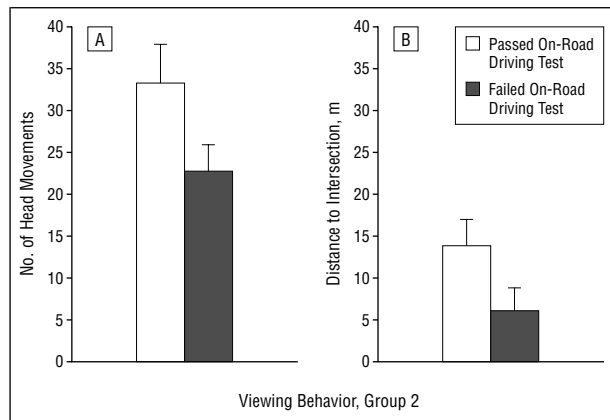 A
No. of Head Movements
40
35
30
25
20
15
10
5
0
B
Distance to Intersection, m
40
35
30
25
20
15
10
5
0
Passed On-Road
Driving Test
Failed On-Road
Driving Test
Viewing Behavior, Group 2